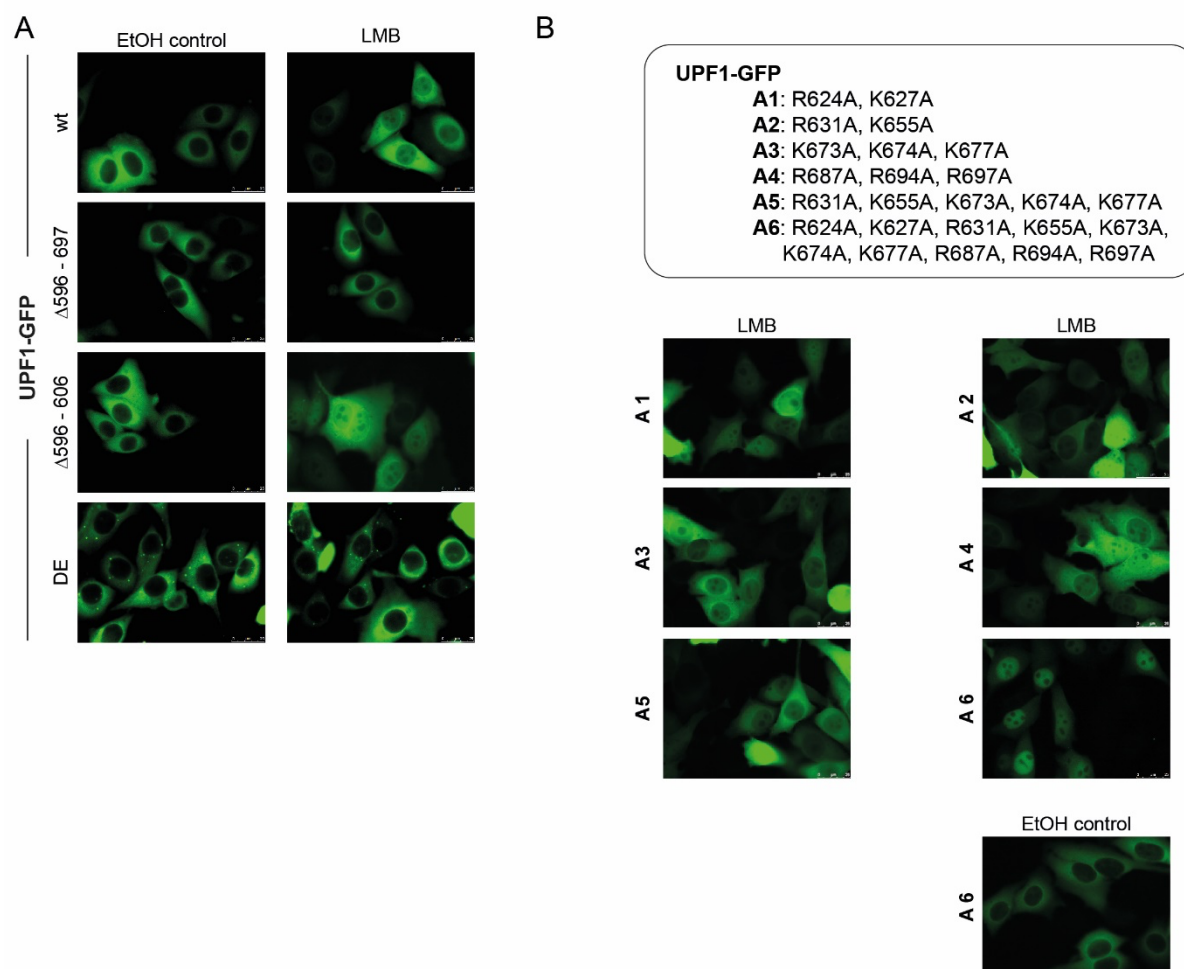 A
EtOH control
LMB
UPF1-GFP
wt
Δ596 - 697
Δ596 - 606
DE
B
UPF1-GFP
A1: R624A, K627A
A2: R631A, K655A
A3: K673A, K674A, K677A
A4: R687A, R694A, R697A
A5: R631A, K655A, K673A, K674A, K677A
A6: R624A, K627A, R631A, K655A, K673A,
K674A, K677A, R687A, R694A, R697A
LMB
LMB
A 1
A 2
A3
A 4
A5
A 6
EtOH control
A 6